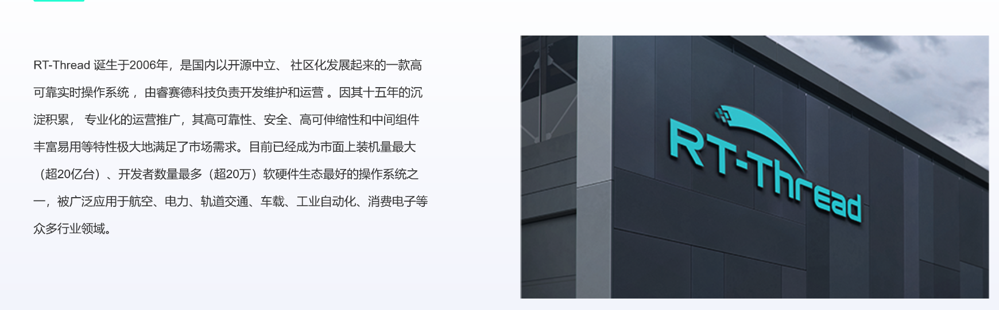 RT-Thread 诞生于2006年，是国内以开源中立、 社区化发展起来的一款高
可靠实时操作系统 ，由睿赛德科技负责开发维护和运营 。因其十五年的沉
淀积累， 专业化的运营推广，其高可靠性、安全、高可伸缩性和中间组件
丰富易用等特性极大地满足了市场需求。目前已经成为市面上装机量最大
（超20亿台）、开发者数量最多（超20万）软硬件生态最好的操作系统之
一，被广泛应用于航空、电力、轨道交通、车载、工业自动化、消费电子等
众多行业领域。
RT-Thread